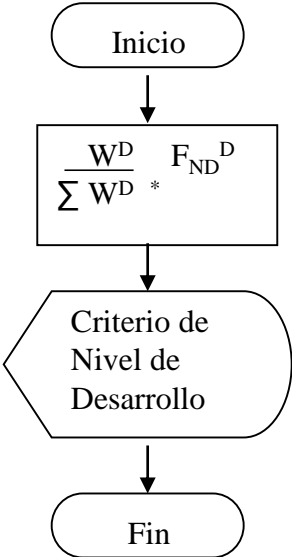 Inicio
W^D F_ND^D
∑ W^D *
Criterio de
Nivel de
Desarrollo
Fin